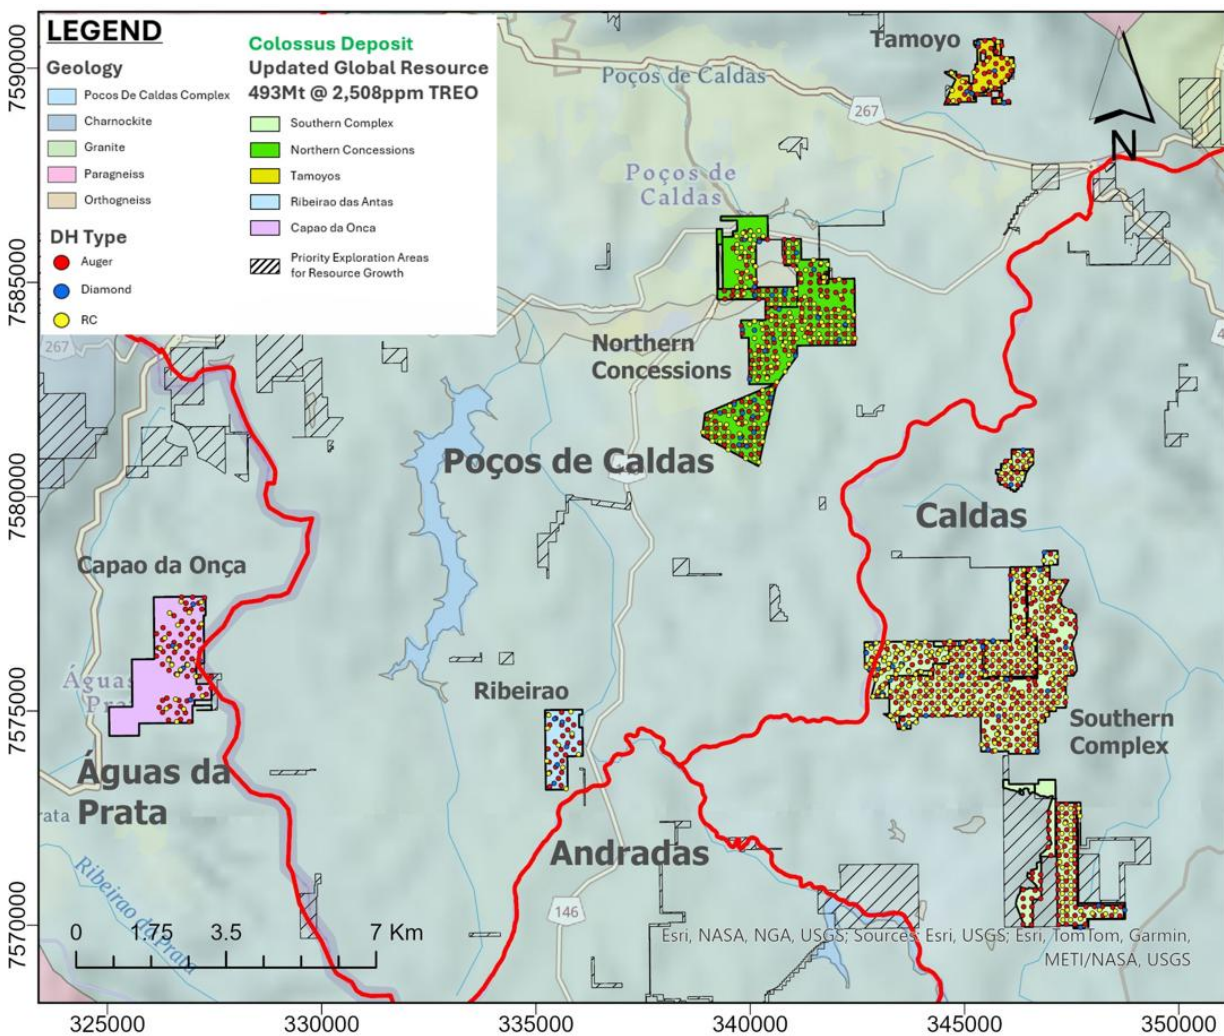 LEGEND
Geology
Pocos De Caldas Complex
Charnockite
Granite
Paragneiss
Orthogneiss
DH Type
Auger
Diamond
RC
Colossus Deposit
Updated Global Resource
493Mt @ 2,508ppm TREO
Southern Complex
Northern Concessions
Tamoyos
Ribeirao das Antas
Capao da Onca
Priority Exploration Areas
for Resource Growth
Tamoyo
Poços de Caldas
267
N
Poços de
Caldas
267
Northern
Concessions
Poços de Caldas
Caldas
Capao da Onça
Águas
Pra
Ribeirao
Southern
Complex
Águas da
Prata
rata
Andradas
Ribeirao da Prata
146
0 1.75 3.5 7 Km
Esri, NASA, NGA, USGS; Sources: Esri, USGS; Esri, TomTom, Garmin,
METI/NASA, USGS
7590000
7585000
7580000
7575000
7570000
325000 330000 335000 340000 345000 350000